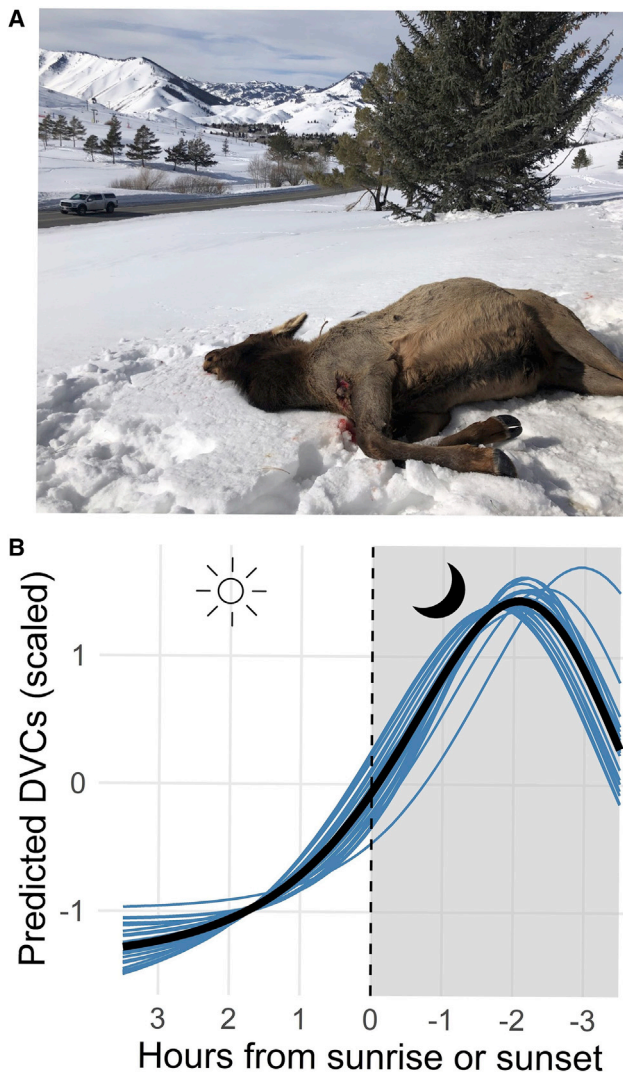 A
B
Predicted DVCs (scaled)
1
0
-1
3 2 1 0 -1 -2 -3
Hours from sunrise or sunset